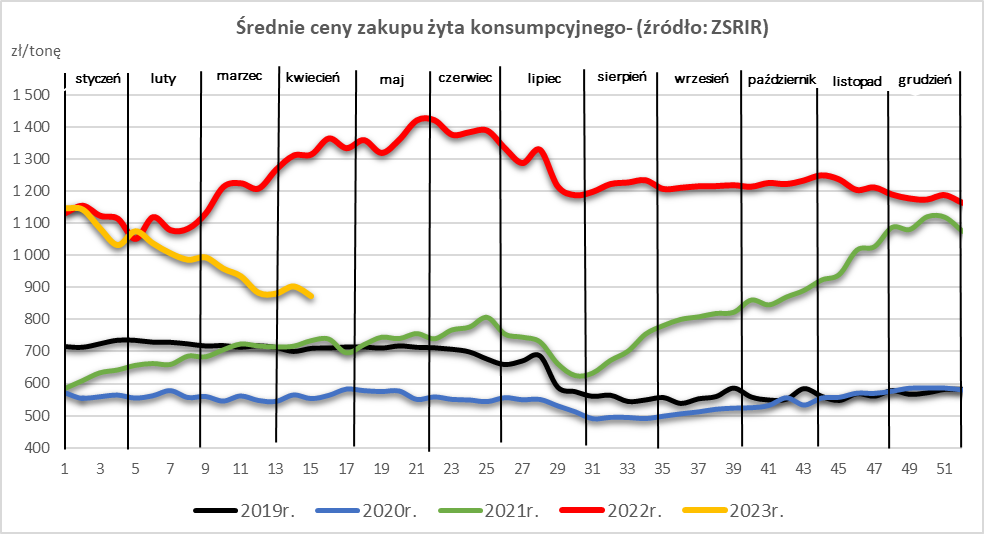 Średnie ceny zakupu żyta konsumpcyjnego- (źródło: ZSRIR)
zł/tonę
styczeń luty marzec kwiecień maj czerwiec lipiec sierpień wrzesień październik listopad grudzień
1 500
1 400
1 300
1 200
1 100
1 000
900
800
700
600
500
400
1 3 5 7 9 11 13 15 17 19 21 23 25 27 29 31 33 35 37 39 41 43 45 47 49 51
2019r. 2020r. 2021r. 2022r. 2023r.